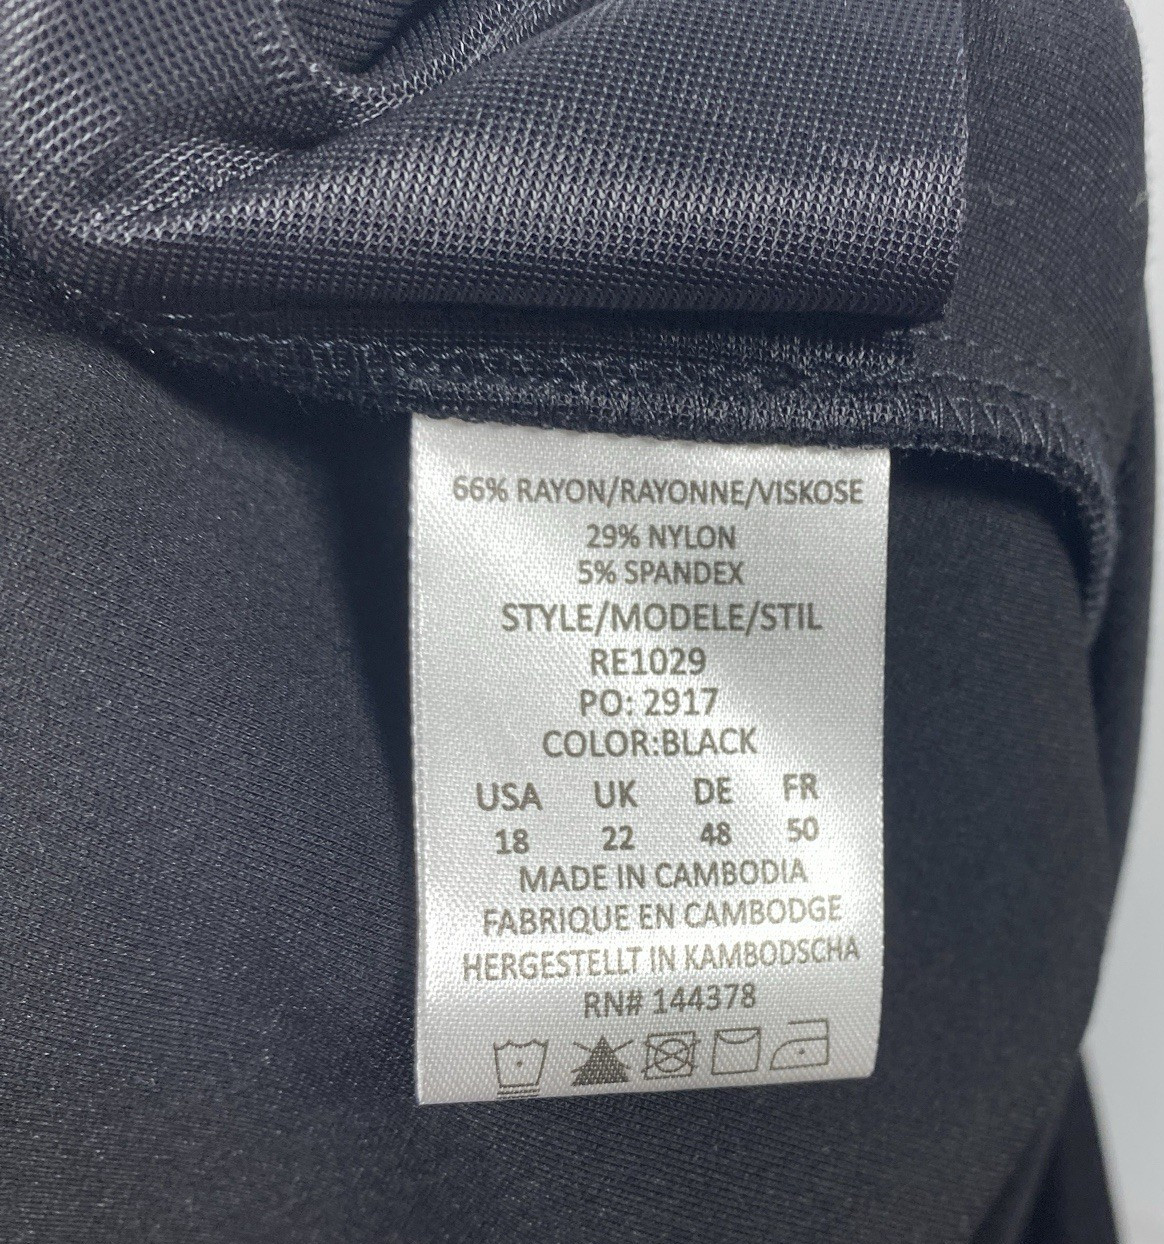 66% RAYON/RAYONNE/VISKOSE
29% NYLON
5% SPANDEX
STYLE/MODELE/STIL
RE1029
PO: 2917
COLOR:BLACK
USA UK DE FR
18 22 48 50
MADE IN CAMBODIA
FABRIQUE EN CAMBODGE
HERGESTELLT IN KAMBODSCHA
RN# 144378